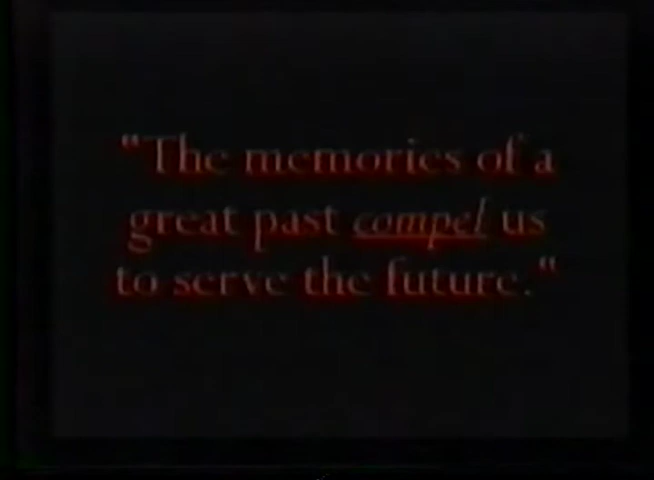 "The memories of a
great past compel us
to serve the future."